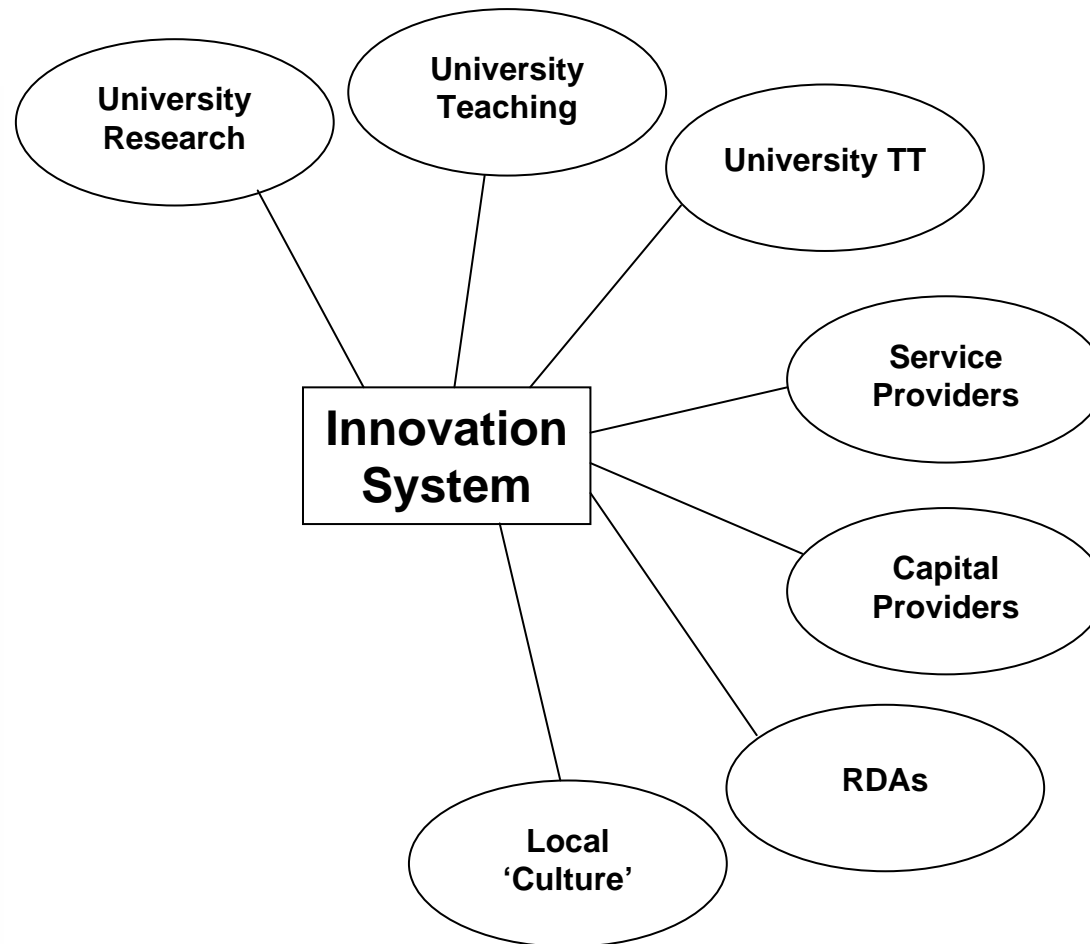 University
Research
University
Teaching
University TT
Service
Providers
Innovation
System
Capital
Providers
RDAs
Local
‘Culture’